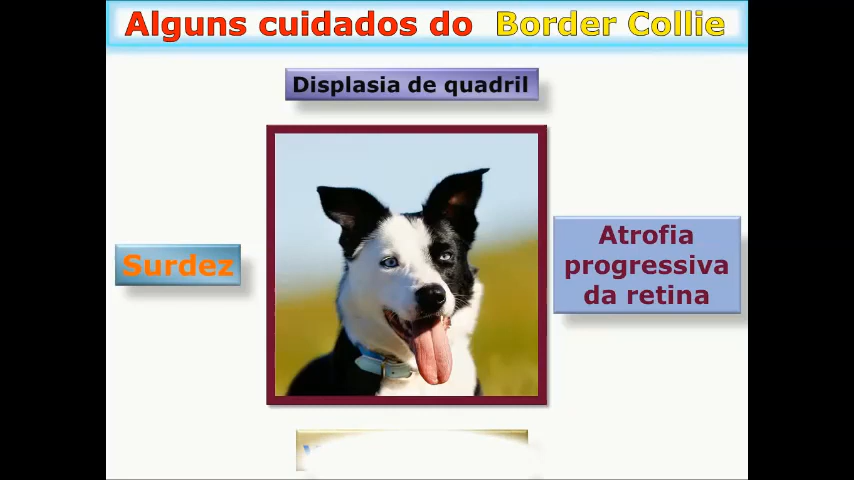 Alguns cuidados do Border Collie
Displasia de quadril
Surdez
Atrofia
progressiva
da retina